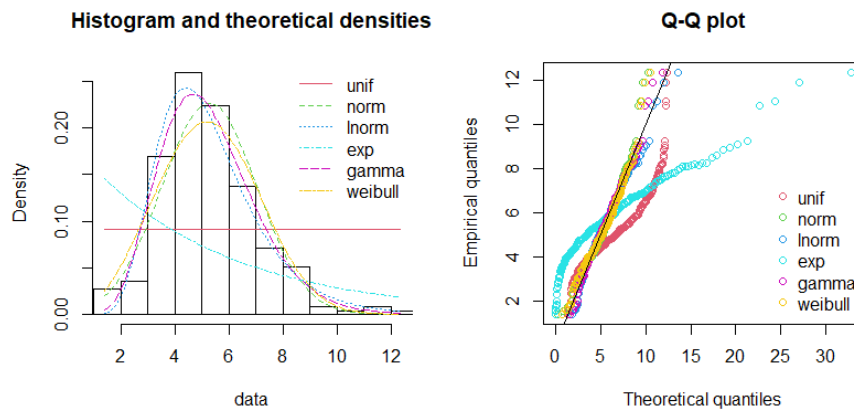 Histogram and theoretical densities
unif
norm
lnorm
exp
gamma
weibull
Density
0.00
0.10
0.20
2 4 6 8 10 12
data
Q-Q plot
Empirical quantiles
12
10
8
6
4
2
unif
norm
lnorm
exp
gamma
weibull
0 5 10 15 20 25 30
Theoretical quantiles